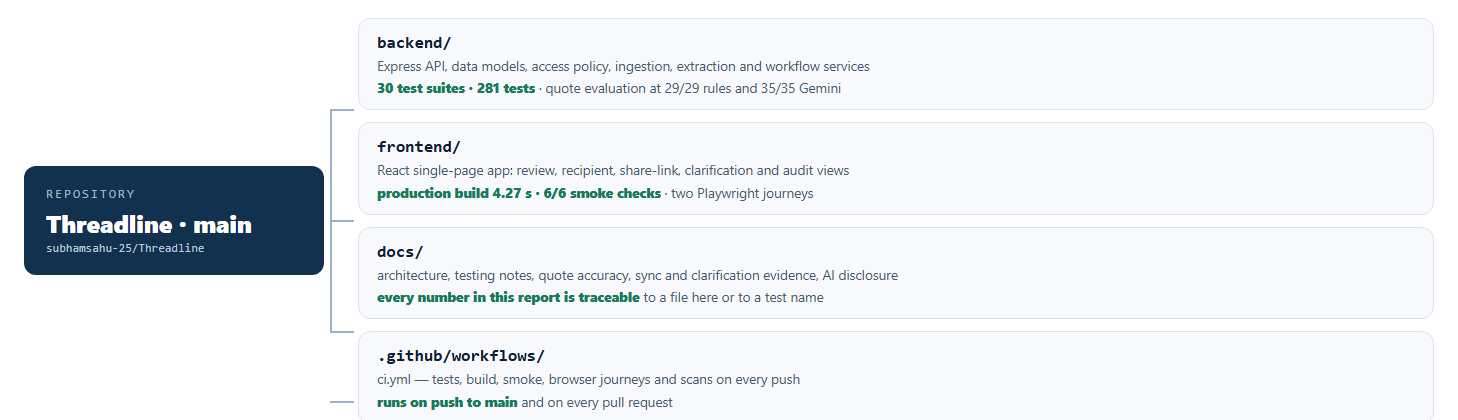 REPOSITORY
Threadline · main
subhamsahu-25/Threadline
backend/
Express API, data models, access policy, ingestion, extraction and workflow services
30 test suites · 281 tests · quote evaluation at 29/29 rules and 35/35 Gemini
frontend/
React single-page app: review, recipient, share-link, clarification and audit views
production build 4.27 s · 6/6 smoke checks · two Playwright journeys
docs/
architecture, testing notes, quote accuracy, sync and clarification evidence, AI disclosure
every number in this report is traceable to a file here or to a test name
.github/workflows/
ci.yml — tests, build, smoke, browser journeys and scans on every push
runs on push to main and on every pull request